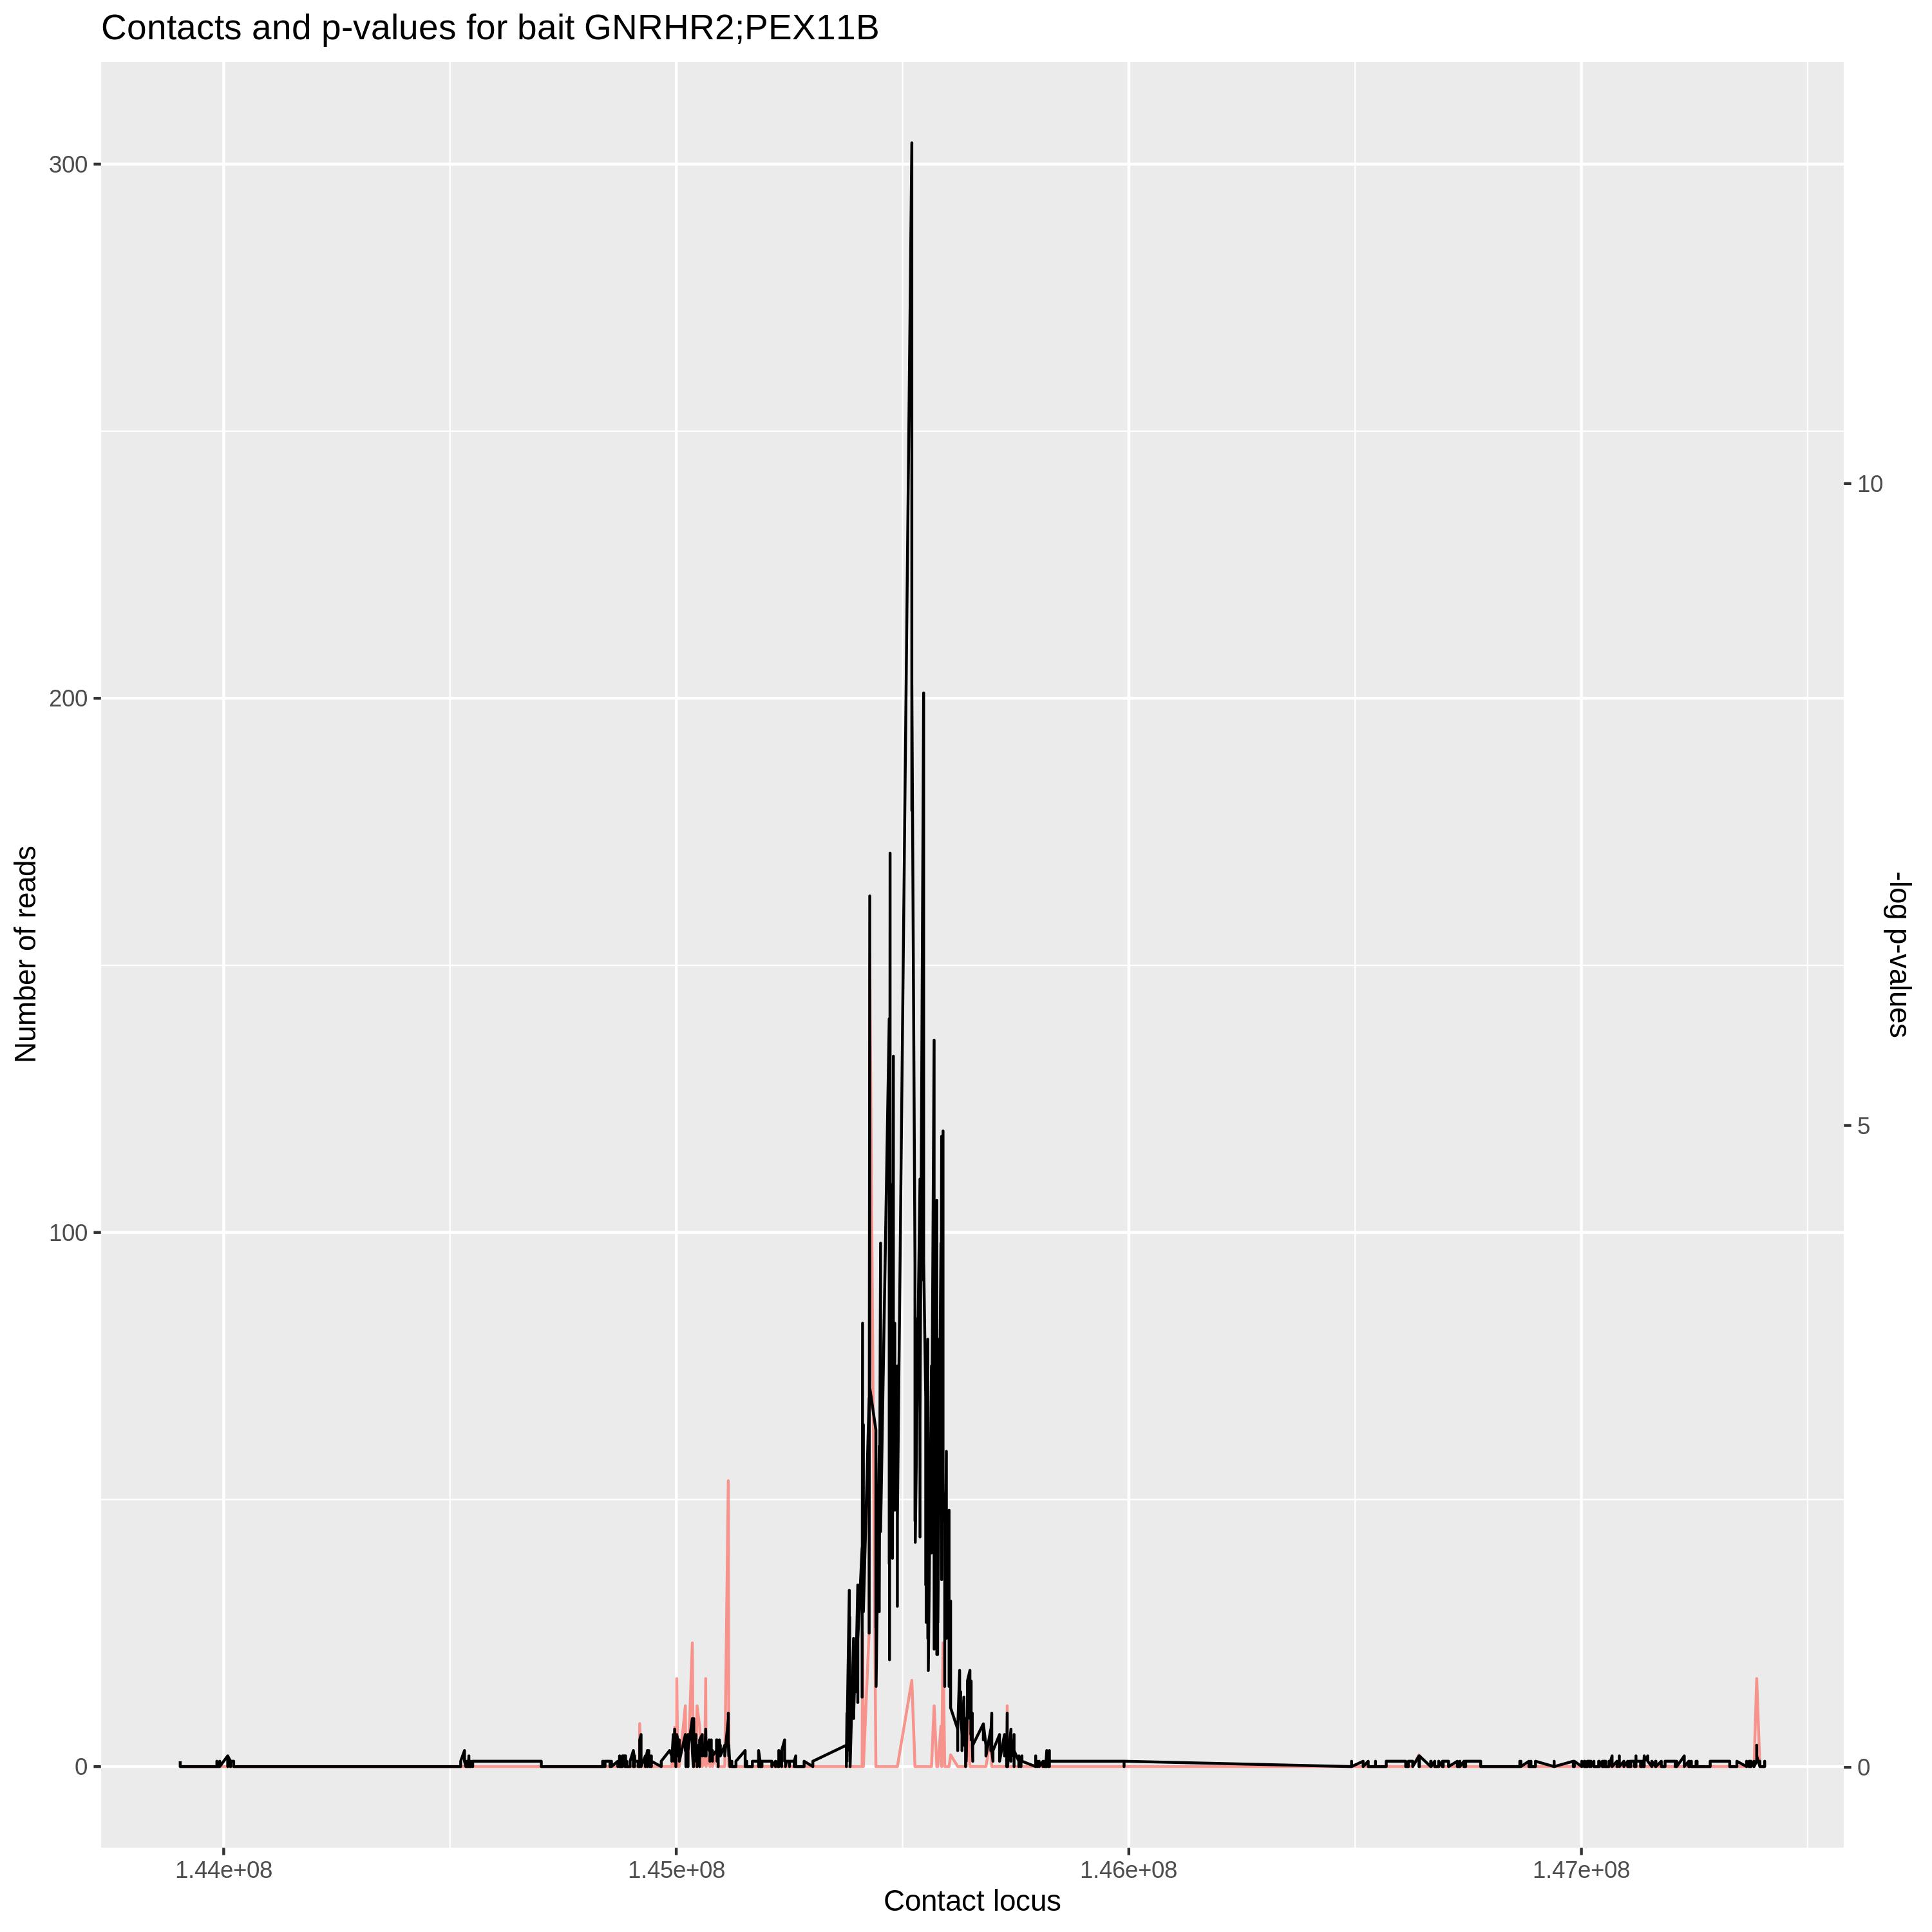 Contacts and p-values for bait GNRHR2;PEX11B
300
200
100
0
Number of reads
10
5
0
-log p-values
1.44e+08
1.45e+08
1.46e+08
1.47e+08
Contact locus